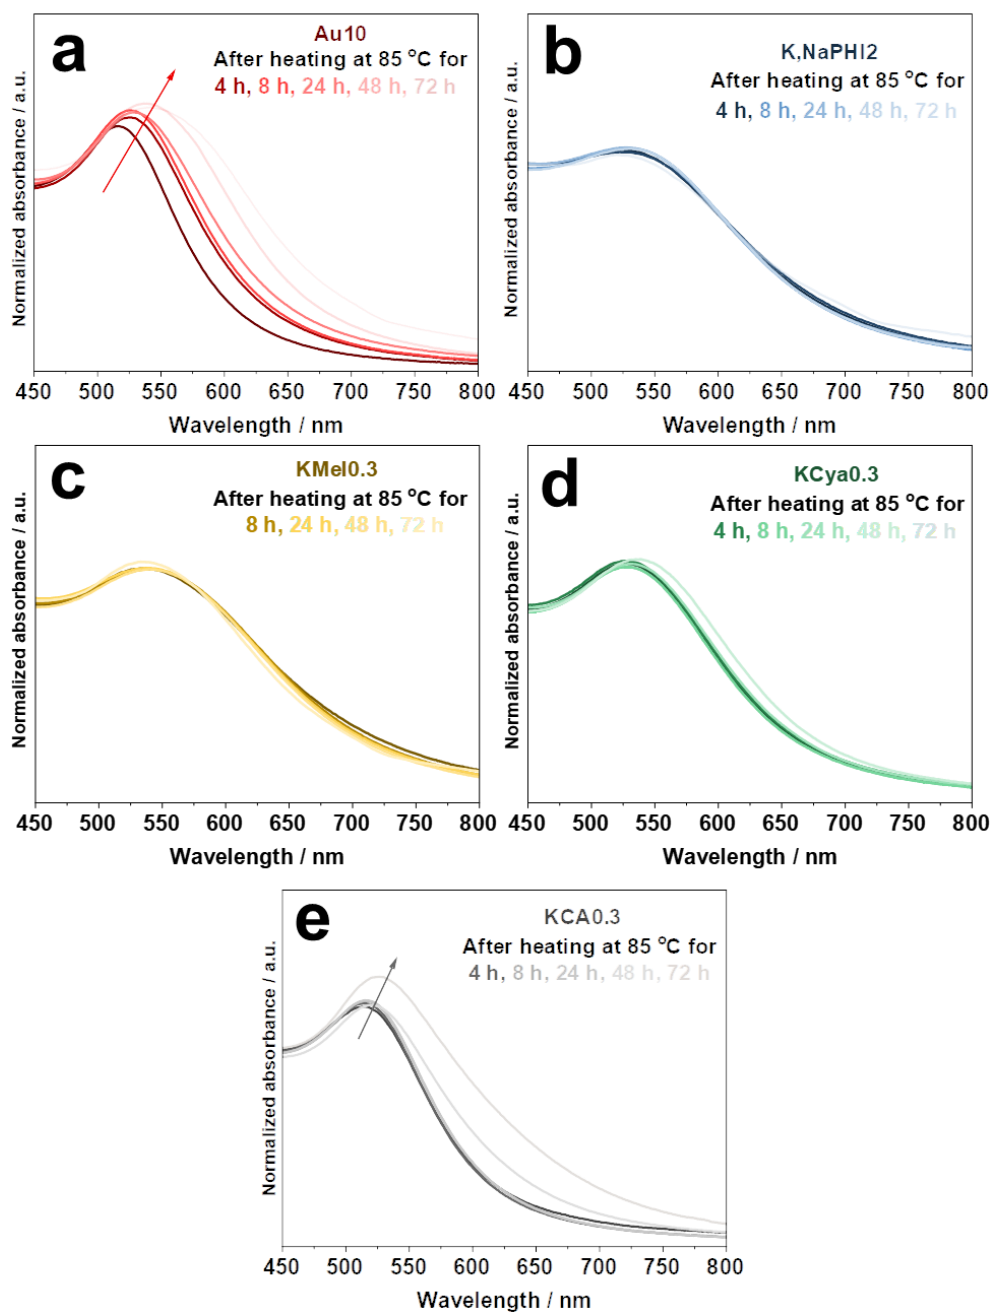 a
Au10
After heating at 85 °C for
4 h, 8 h, 24 h, 48 h, 72 h
Normalized absorbance / a.u.
450 500 550 600 650 700 750 800
Wavelength / nm
b
K,NaPHI2
After heating at 85 °C for
4 h, 8 h, 24 h, 48 h, 72 h
Normalized absorbance / a.u.
450 500 550 600 650 700 750 800
Wavelength / nm
c
KMel0.3
After heating at 85 °C for
8 h, 24 h, 48 h, 72 h
Normalized absorbance / a.u.
450 500 550 600 650 700 750 800
Wavelength / nm
d
KCya0.3
After heating at 85 °C for
4 h, 8 h, 24 h, 48 h, 72 h
Normalized absorbance / a.u.
450 500 550 600 650 700 750 800
Wavelength / nm
e
KCA0.3
After heating at 85 °C for
4 h, 8 h, 24 h, 48 h, 72 h
Normalized absorbance / a.u.
450 500 550 600 650 700 750 800
Wavelength / nm